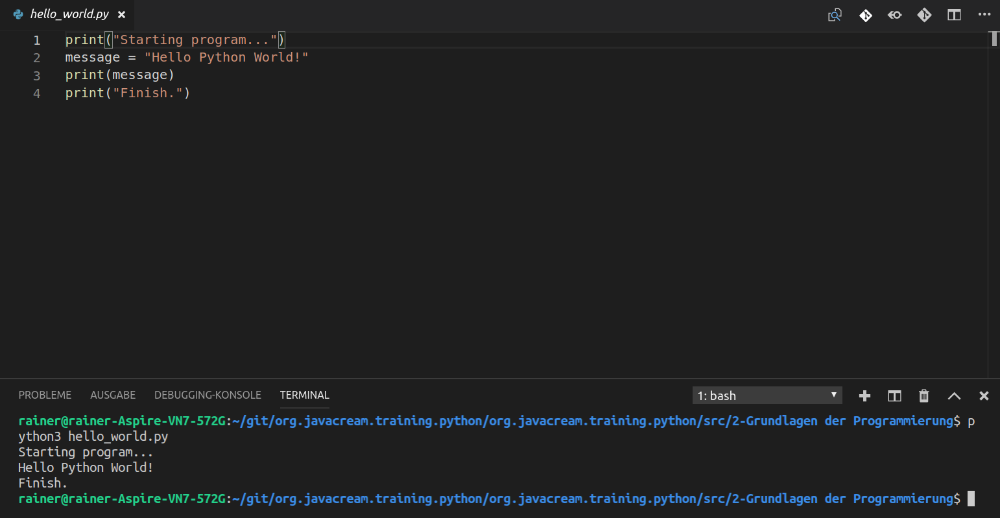 hello_world.py
1 print("Starting program...")
2 message = "Hello Python World!"
3 print(message)
4 print("Finish.")
PROBLEME AUSGABE DEBUGGING-KONSOLE TERMINAL 1: bash
rainer@rainer-Aspire-VN7-572G:~/git/org.javacream.training.python/org.javacream.training.python/src/2-Grundlagen der Programmierung$ p
ython3 hello_world.py
Starting program...
Hello Python World!
Finish.
rainer@rainer-Aspire-VN7-572G:~/git/org.javacream.training.python/org.javacream.training.python/src/2-Grundlagen der Programmierung$